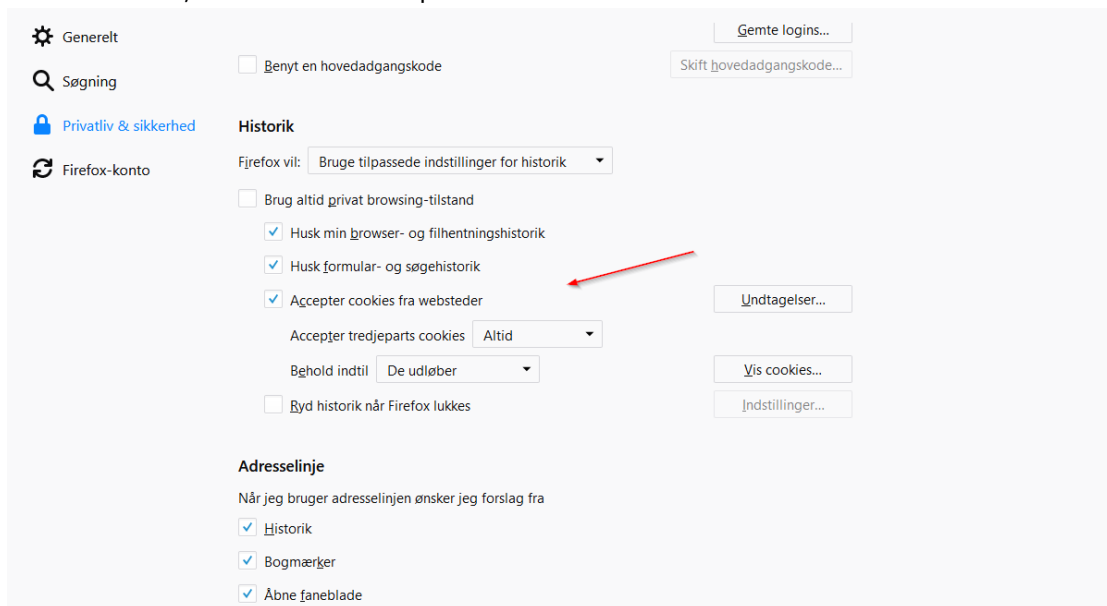 Generelt
Søgning
Privatliv & sikkerhed
Firefox-konto
Gemte logins...
Benyt en hovedadgangskode
Skift hovedadgangskode...
Historik
Firefox vil: Bruge tilpassede indstillinger for historik
Brug altid privat browsing-tilstand
Husk min browser- og filhentningshistorik
Husk formular- og søgehistorik
Accepter cookies fra websteder
Undtagelser...
Accepter tredjeparts cookies Altid
Behold indtil De udløber
Vis cookies...
Ryd historik når Firefox lukkes
Indstillinger...
Adresselinje
Når jeg bruger adresselinjen ønsker jeg forslag fra
Historik
Bogmærker
Åbne faneblade